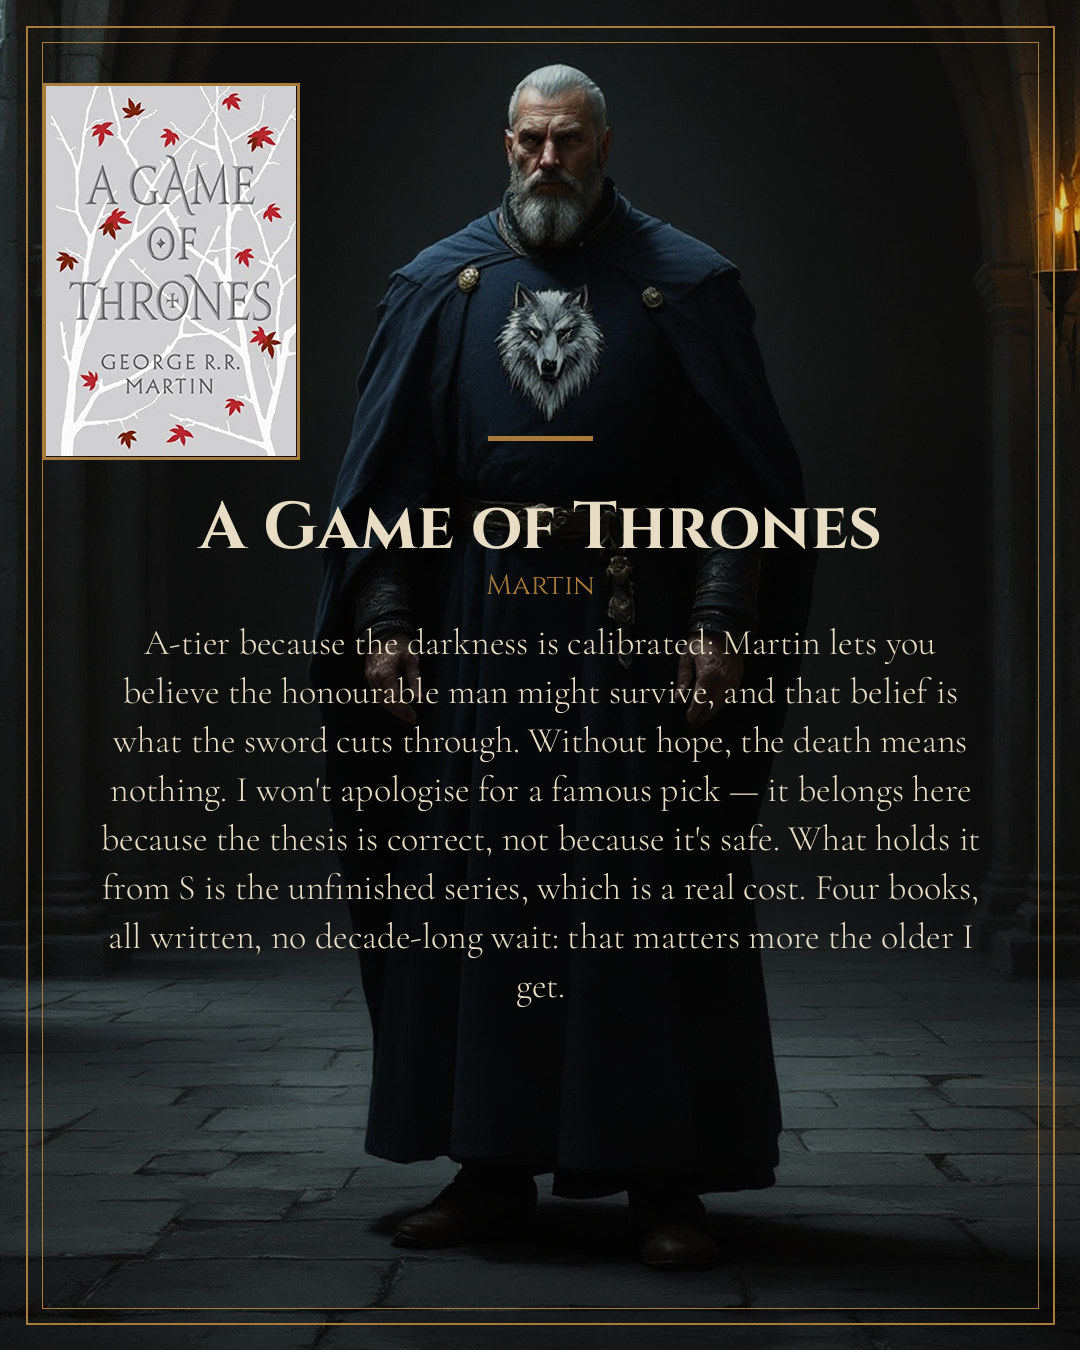 A GAME
OF
THRONES
GEORGE R.R.
MARTIN
A Game of Thrones
Martin
A-tier because the darkness is calibrated: Martin lets you
believe the honourable man might survive, and that belief is
what the sword cuts through. Without hope, the death means
nothing. I won't apologise for a famous pick — it belongs here
because the thesis is correct, not because it's safe. What holds it
from S is the unfinished series, which is a real cost. Four books,
all written, no decade-long wait: that matters more the older I
get.